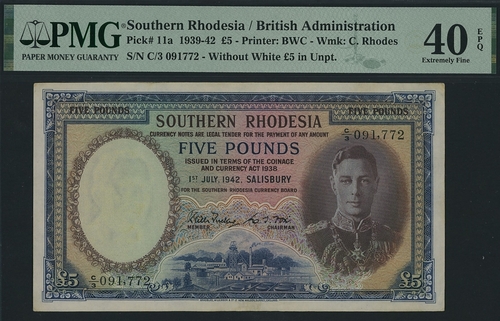 PMG
PAPER MONEY GUARANTY
Southern Rhodesia / British Administration
Pick# 11a 1939-42 £5 - Printer: BWC - Wmk: C. Rhodes
S/N C/3 091772 - Without White £5 in Unpt.
40
Extremely Fine
EPQ
FIVE POUNDS
FIVE POUNDS
SOUTHERN RHODESIA
CURRENCY NOTES ARE LEGAL TENDER FOR THE PAYMENT OF ANY AMOUNT
FIVE POUNDS
C/3 091,772
ISSUED IN TERMS OF THE COINAGE
AND CURRENCY ACT 1938.
1ST JULY, 1942, SALISBURY
FOR THE SOUTHERN RHODESIA CURRENCY BOARD
MEMBER
CHAIRMAN
C/3 091,772
£5
£5